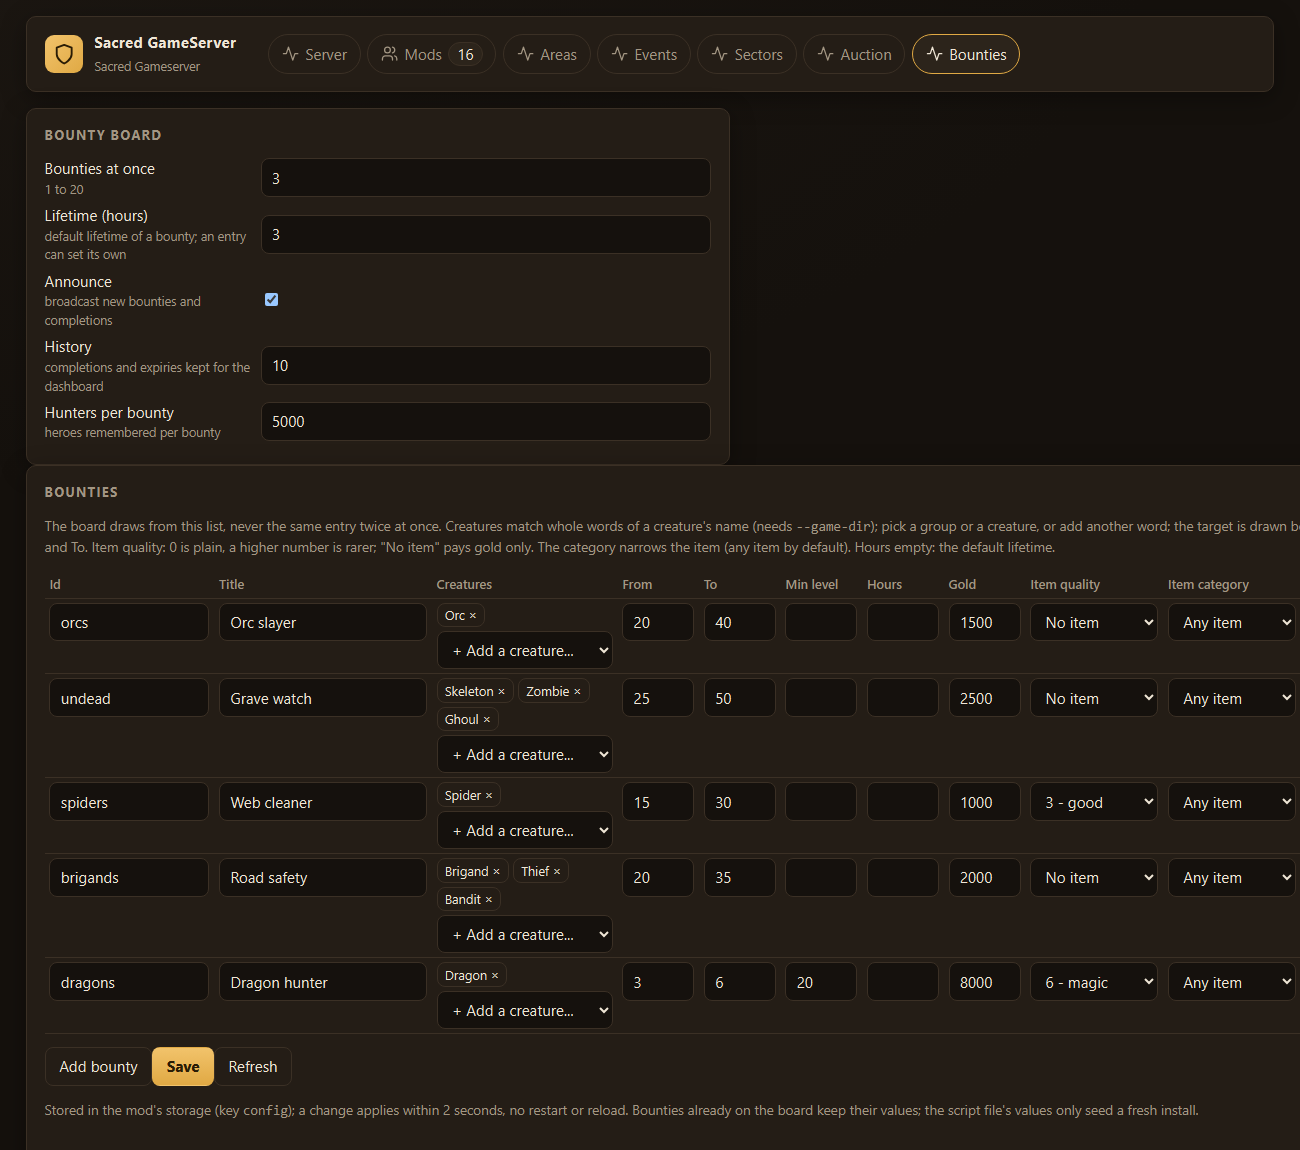 Sacred GameServer
Sacred Gameserver
Server
Mods 16
Areas
Events
Sectors
Auction
Bounties
BOUNTY BOARD
Bounties at once
1 to 20
3
Lifetime (hours)
default lifetime of a bounty; an entry
can set its own
3
Announce
broadcast new bounties and
completions
History
completions and expiries kept for the
dashboard
10
Hunters per bounty
heroes remembered per bounty
5000
BOUNTIES
The board draws from this list, never the same entry twice at once. Creatures match whole words of a creature's name (needs --game-dir); pick a group or a creature, or add another word; the target is drawn
and To. Item quality: 0 is plain, a higher number is rarer; "No item" pays gold only. The category narrows the item (any item by default). Hours empty: the default lifetime.
Id Title Creatures From To Min level Hours Gold Item quality Item category
orcs Orc slayer Orc × 20 40 1500 No item Any item
+ Add a creature...
undead Grave watch Skeleton × Zombie × 25 50 2500 No item Any item
Ghoul ×
+ Add a creature...
spiders Web cleaner Spider × 15 30 1000 3 - good Any item
+ Add a creature...
brigands Road safety Brigand × Thief × 20 35 2000 No item Any item
Bandit ×
+ Add a creature...
dragons Dragon hunter Dragon × 3 6 20 8000 6 - magic Any item
+ Add a creature...
Add bounty Save Refresh
Stored in the mod's storage (key config); a change applies within 2 seconds, no restart or reload. Bounties already on the board keep their values; the script file's values only seed a fresh install.